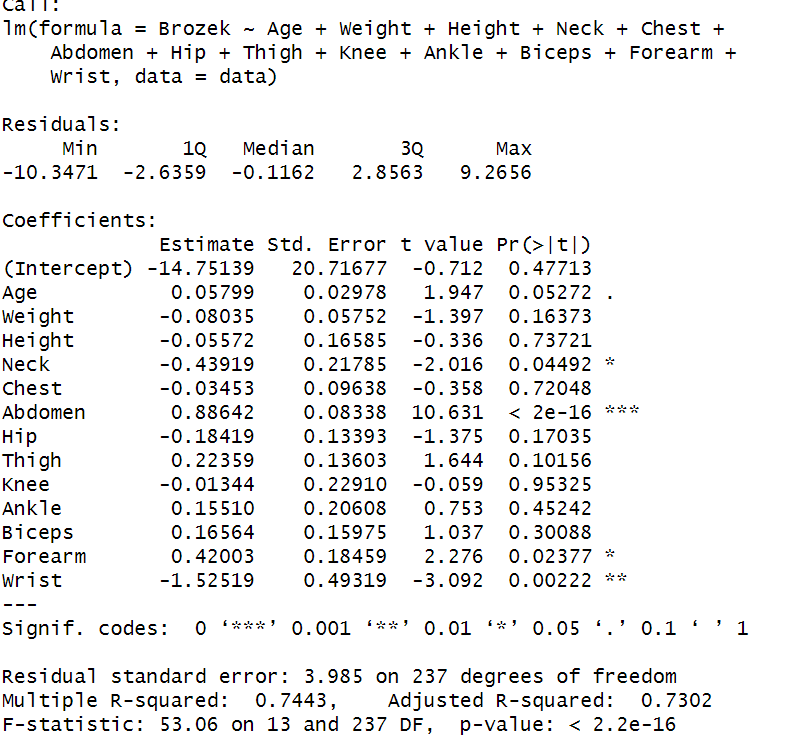 Call:
lm(formula = Brozek ~ Age + Weight + Height + Neck + Chest +
    Abdomen + Hip + Thigh + Knee + Ankle + Biceps + Forearm +
    Wrist, data = data)

Residuals:
     Min       1Q   Median       3Q      Max
-10.3471  -2.6359  -0.1162   2.8563   9.2656

Coefficients:
             Estimate Std. Error t value Pr(>|t|)
(Intercept) -14.75139   20.71677  -0.712  0.47713
Age           0.05799    0.02978   1.947  0.05272 .
Weight       -0.08035    0.05752  -1.397  0.16373
Height       -0.05572    0.16585  -0.336  0.73721
Neck         -0.43919    0.21785  -2.016  0.04492 *
Chest        -0.03453    0.09638  -0.358  0.72048
Abdomen       0.88642    0.08338  10.631  < 2e-16 ***
Hip          -0.18419    0.13393  -1.375  0.17035
Thigh         0.22359    0.13603   1.644  0.10156
Knee         -0.01344    0.22910  -0.059  0.95325
Ankle         0.15510    0.20608   0.753  0.45242
Biceps        0.16564    0.15975   1.037  0.30088
Forearm       0.42003    0.18459   2.276  0.02377 *
Wrist        -1.52519    0.49319  -3.092  0.00222 **
---
Signif. codes:  0 ‘***’ 0.001 ‘**’ 0.01 ‘*’ 0.05 ‘.’ 0.1 ‘ ’ 1

Residual standard error: 3.985 on 237 degrees of freedom
Multiple R-squared:  0.7443,    Adjusted R-squared:  0.7302
F-statistic: 53.06 on 13 and 237 DF,  p-value: < 2.2e-16